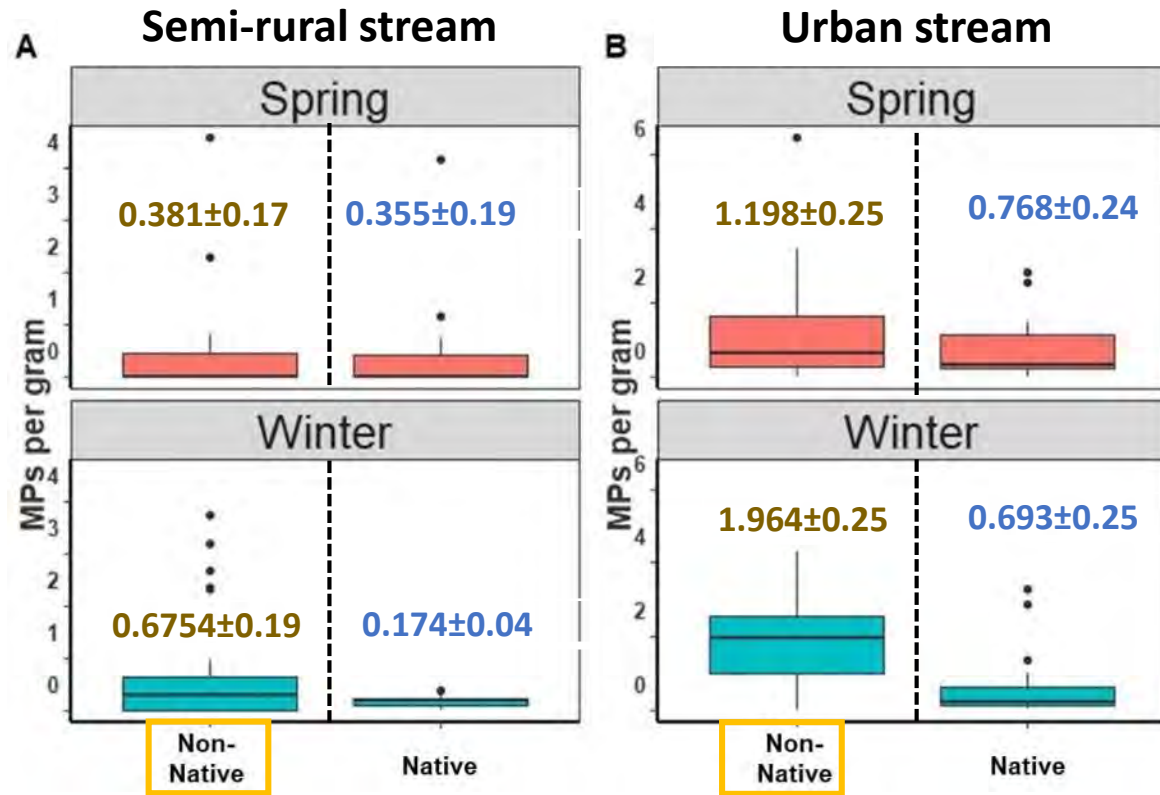 Semi-rural stream
Urban stream
A
B
Spring
Spring
4
3
2
1
0
0.381±0.17
0.355±0.19
6
4
2
0
1.198±0.25
0.768±0.24
MPs per gram
MPs per gram
Winter
Winter
4
3
2
1
0
0.6754±0.19
0.174±0.04
6
4
2
0
1.964±0.25
0.693±0.25
Non-
Native
Native
Non-
Native
Native